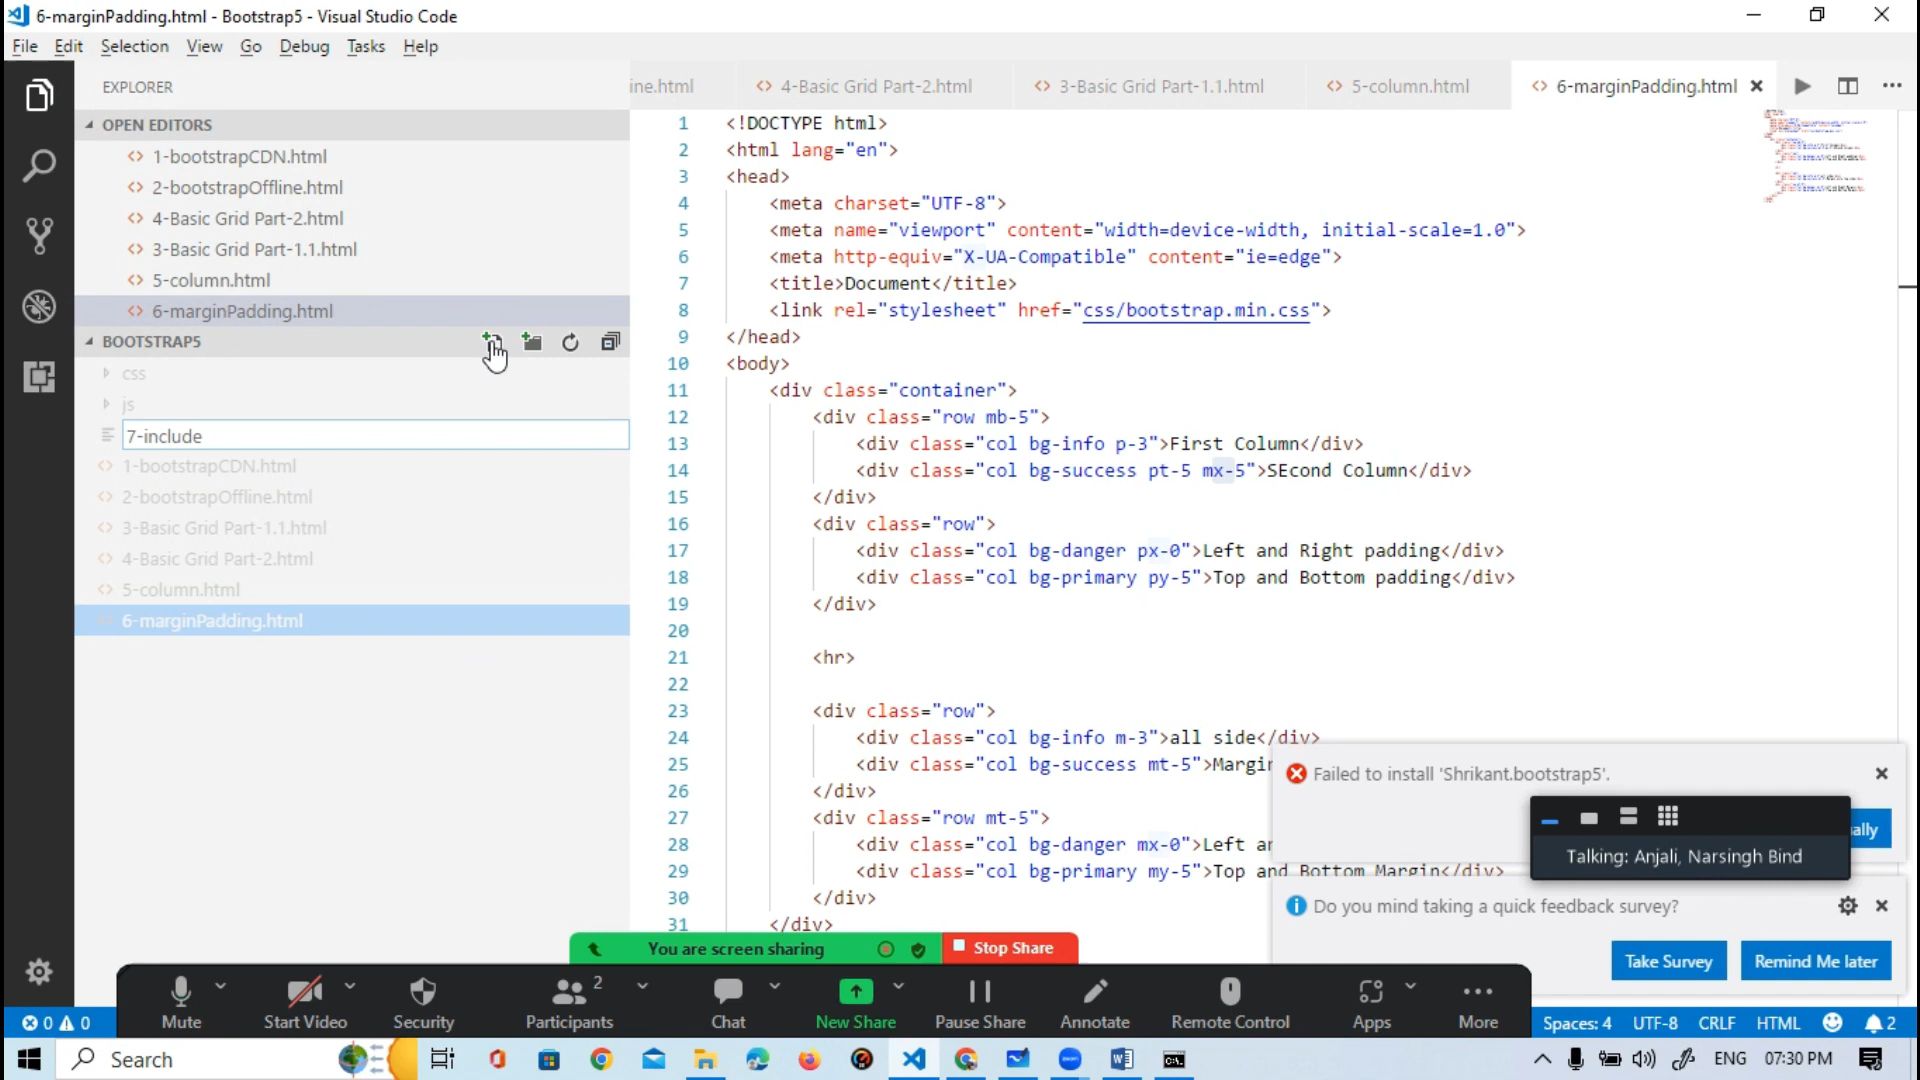 6-marginPadding.html - Bootstrap5 - Visual Studio Code
File Edit Selection View Go Debug Tasks Help
EXPLORER
OPEN EDITORS
1-bootstrapCDN.html
2-bootstrapOffline.html
4-Basic Grid Part-2.html
3-Basic Grid Part-1.1.html
5-column.html
6-marginPadding.html
BOOTSTRAP5
css
js
7-include
1-bootstrapCDN.html
2-bootstrapOffline.html
3-Basic Grid Part-1.1.html
4-Basic Grid Part-2.html
5-column.html
6-marginPadding.html
ine.html 4-Basic Grid Part-2.html 3-Basic Grid Part-1.1.html 5-column.html 6-marginPadding.html
1 <!DOCTYPE html>
2 <html lang="en">
3 <head>
4 <meta charset="UTF-8">
5 <meta name="viewport" content="width=device-width, initial-scale=1.0">
6 <meta http-equiv="X-UA-Compatible" content="ie=edge">
7 <title>Document</title>
8 <link rel="stylesheet" href="css/bootstrap.min.css">
9 </head>
10 <body>
11 <div class="container">
12 <div class="row mb-5">
13 <div class="col bg-info p-3">First Column</div>
14 <div class="col bg-success pt-5 mx-5">SEcond Column</div>
15 </div>
16 <div class="row">
17 <div class="col bg-danger px-0">Left and Right padding</div>
18 <div class="col bg-primary py-5">Top and Bottom padding</div>
19 </div>
20
21 <hr>
22
23 <div class="row">
24 <div class="col bg-info m-3">all side</div>
25 <div class="col bg-success mt-5">Margin
26 </div>
27 <div class="row mt-5">
28 <div class="col bg-danger mx-0">Left an
29 <div class="col bg-primary my-5">Top and Bottom Margin</div>
30 </div>
31 </div>
Failed to install 'Shrikant.bootstrap5'.
ally
Talking: Anjali, Narsingh Bind
Do you mind taking a quick feedback survey?
Take Survey Remind Me later
You are screen sharing Stop Share
2
Mute Start Video Security Participants Chat New Share Pause Share Annotate Remote Control Apps More
0 0 Spaces: 4 UTF-8 CRLF HTML 2
Search ENG 07:30 PM